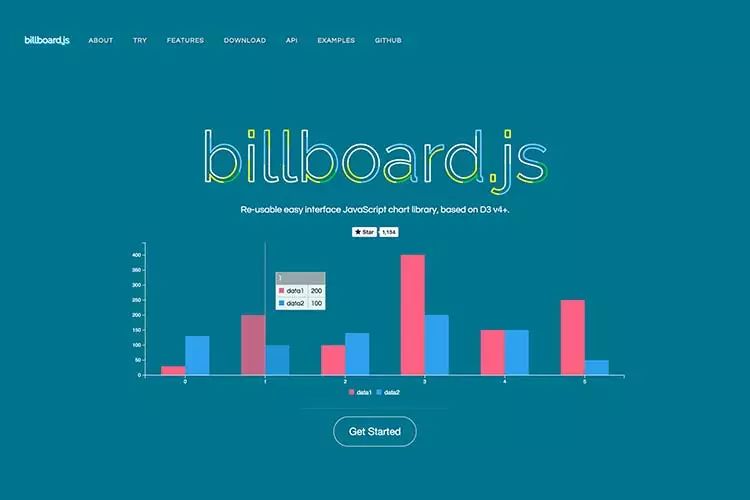 billboard.js ABOUT TRY FEATURES DOWNLOAD API EXAMPLES GITHUB
billboard.js
Re-usable easy interface JavaScript chart library, based on D3 v4+.
Star 1,154
400
350
300
250
200
150
100
50
0
1
data1 200
data2 100
0 1 2 3 4 5
data1 data2
Get Started